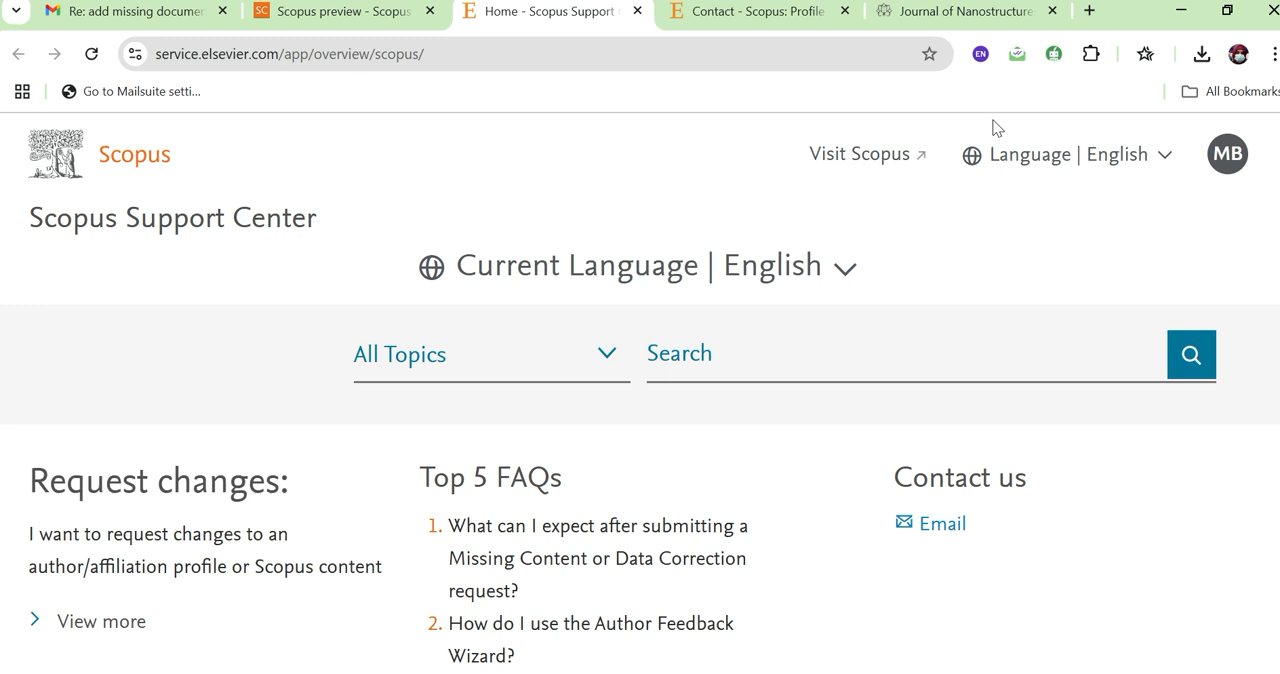 Re: add missing documen
Scopus preview - Scopus
Home - Scopus Support
Contact - Scopus: Profile
Journal of Nanostructure
service.elsevier.com/app/overview/scopus/
EN
Go to Mailsuite setti...
All Bookmarks
Scopus
Visit Scopus
Language | English
MB
Scopus Support Center
Current Language | English
All Topics
Search
Request changes:
I want to request changes to an
author/affiliation profile or Scopus content
View more
Top 5 FAQs
1. What can I expect after submitting a
Missing Content or Data Correction
request?
2. How do I use the Author Feedback
Wizard?
Contact us
Email